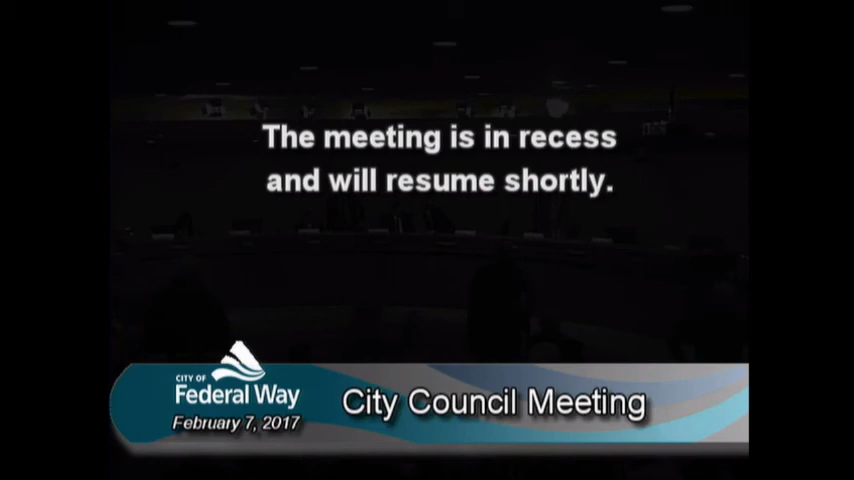 The meeting is in recess
and will resume shortly.
CITY OF
Federal Way
February 7, 2017
City Council Meeting